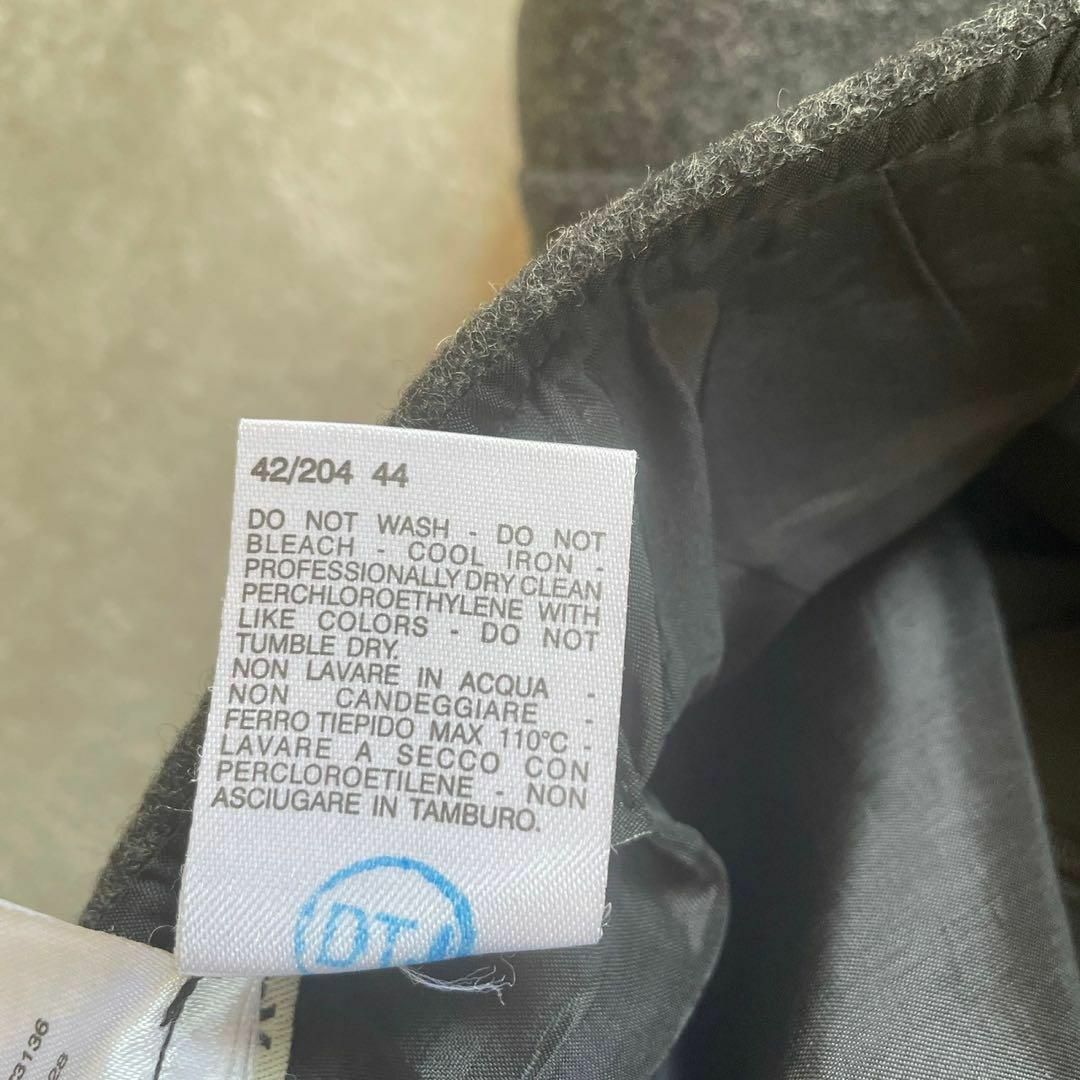 42/204 44
DO NOT WASH - DO NOT
BLEACH - COOL IRON -
PROFESSIONALLY DRY CLEAN
PERCHLOROETHYLENE WITH
LIKE COLORS - DO NOT
TUMBLE DRY.
NON LAVARE IN ACQUA -
NON CANDEGGIARE -
FERRO TIEPIDO MAX 110°C -
LAVARE A SECCO CON
PERCLOROETILENE - NON
ASCIUGARE IN TAMBURO.
3136
28